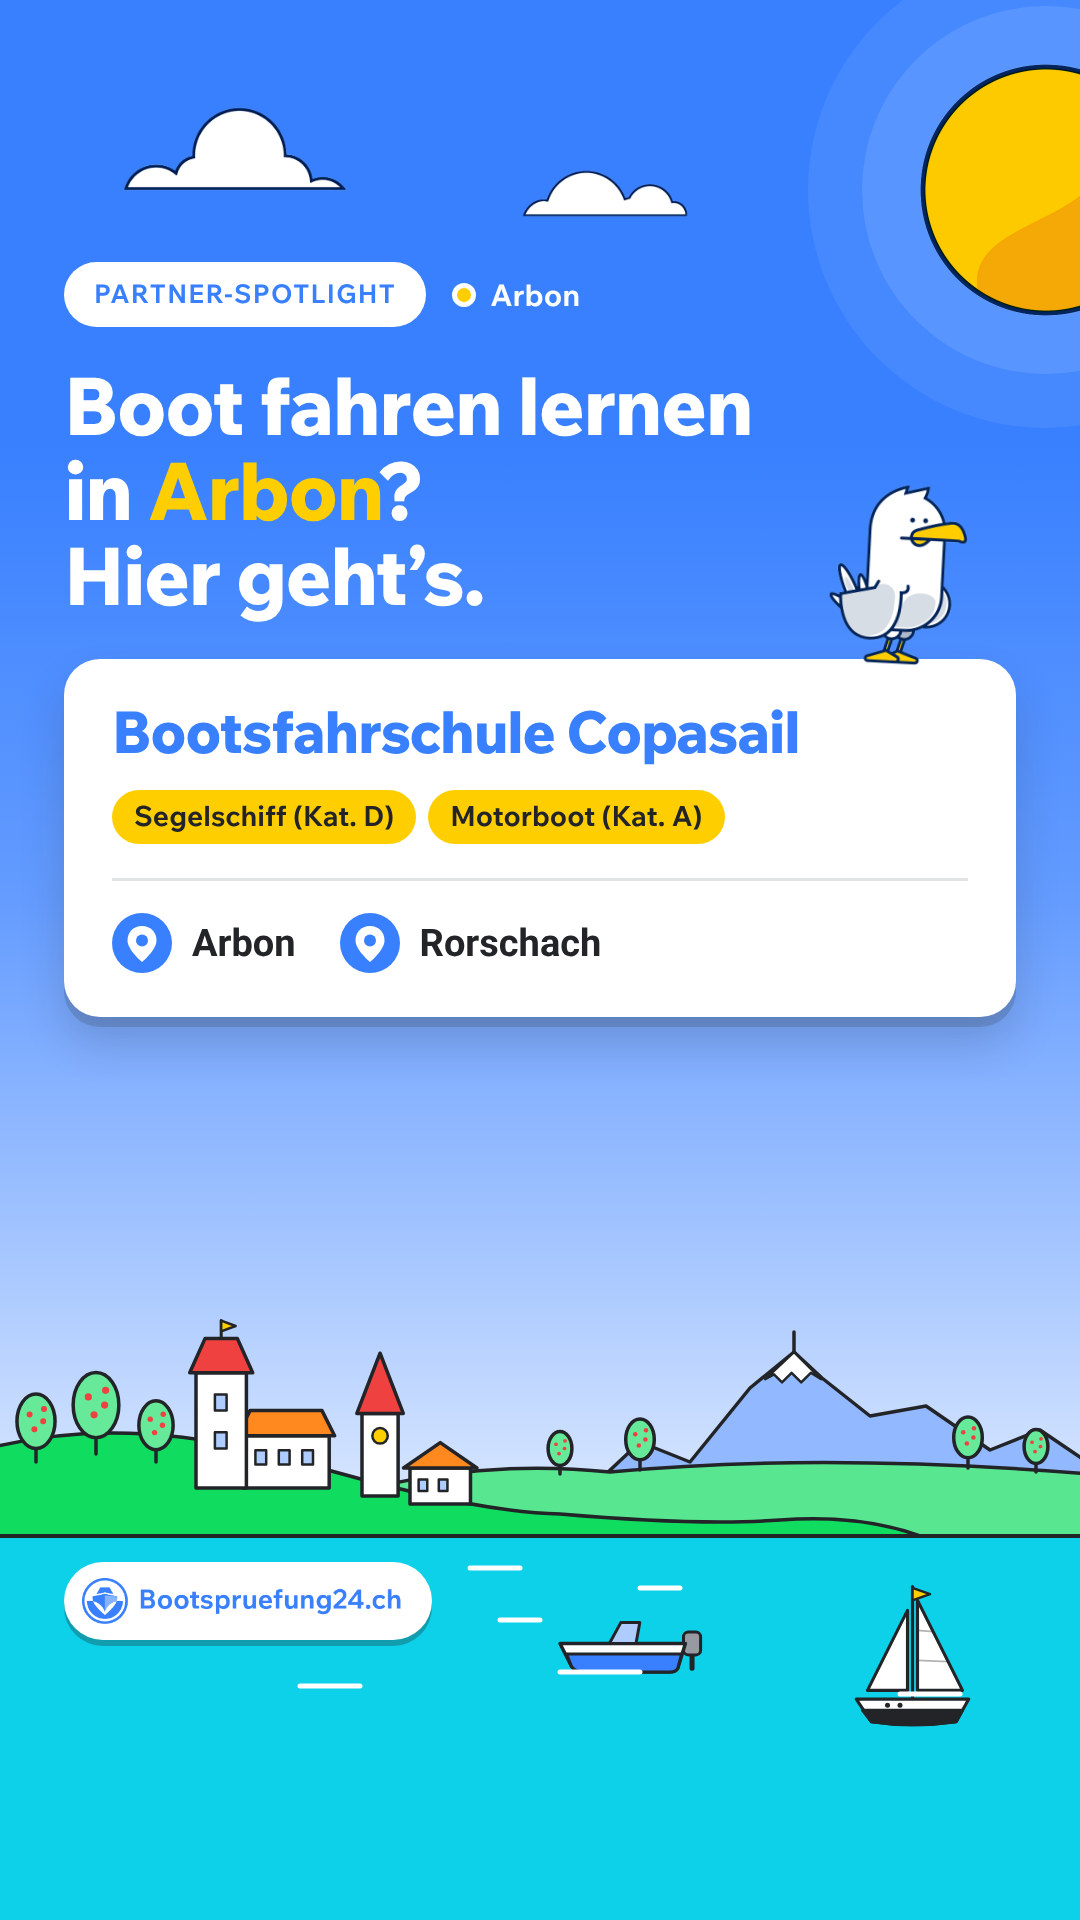 PARTNER-SPOTLIGHT
Arbon
Boot fahren lernen
in Arbon?
Hier geht's.
Bootsfahrschule Copasail
Segelschiff (Kat. D)
Motorboot (Kat. A)
Arbon
Rorschach
Bootspruefung24.ch